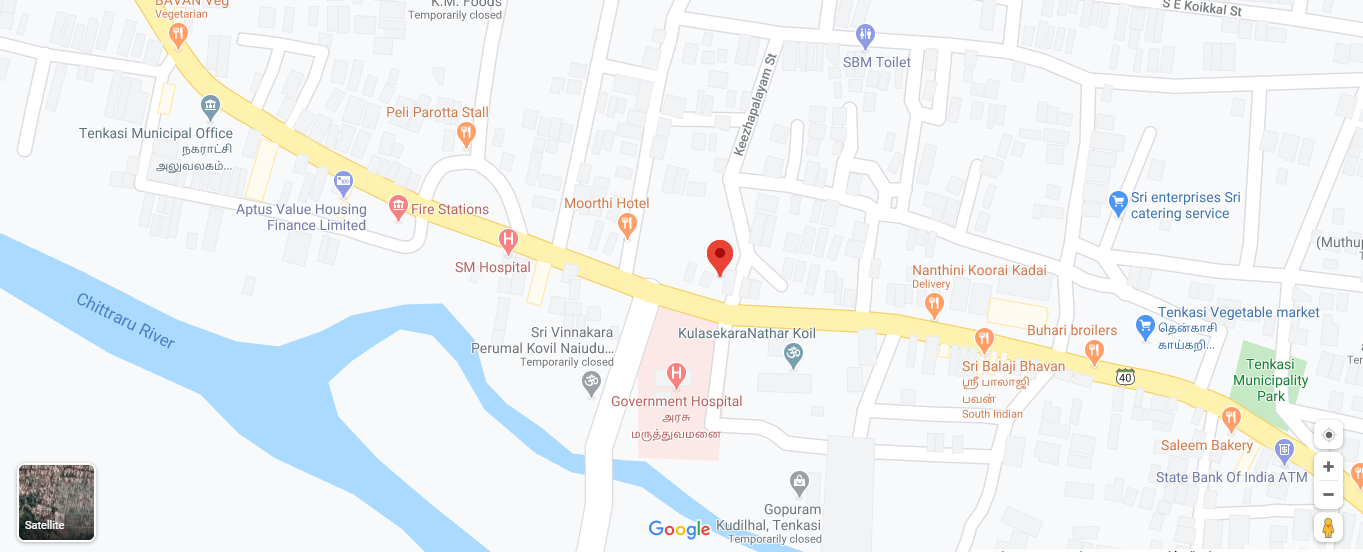 BAVAN Veg
Vegetarian
K.M. Foods
Temporarily closed
S E Koikkal St
SBM Toilet
Keezhapalayam St
Peli Parotta Stall
Tenkasi Municipal Office
நகராட்சி
அலுவலகம்...
Aptus Value Housing
Finance Limited
Fire Stations
Moorthi Hotel
Sri enterprises Sri
catering service
(Muthup
SM Hospital
Nanthini Koorai Kadai
Delivery
Chittraru River
Sri Vinnakara
Perumal Kovil Naiudu...
Temporarily closed
KulasekaraNathar Koil
Buhari broilers
Tenkasi Vegetable market
தென்காசி
காய்கறி...
Sri Balaji Bhavan
ஸ்ரீ பாலாஜி
பவன்
South Indian
40
Tenkasi
Municipality
Park
Government Hospital
அரசு
மருத்துவமனை
Saleem Bakery
State Bank Of India ATM
Gopuram
Kudilhal, Tenkasi
Temporarily closed
Satellite
Google